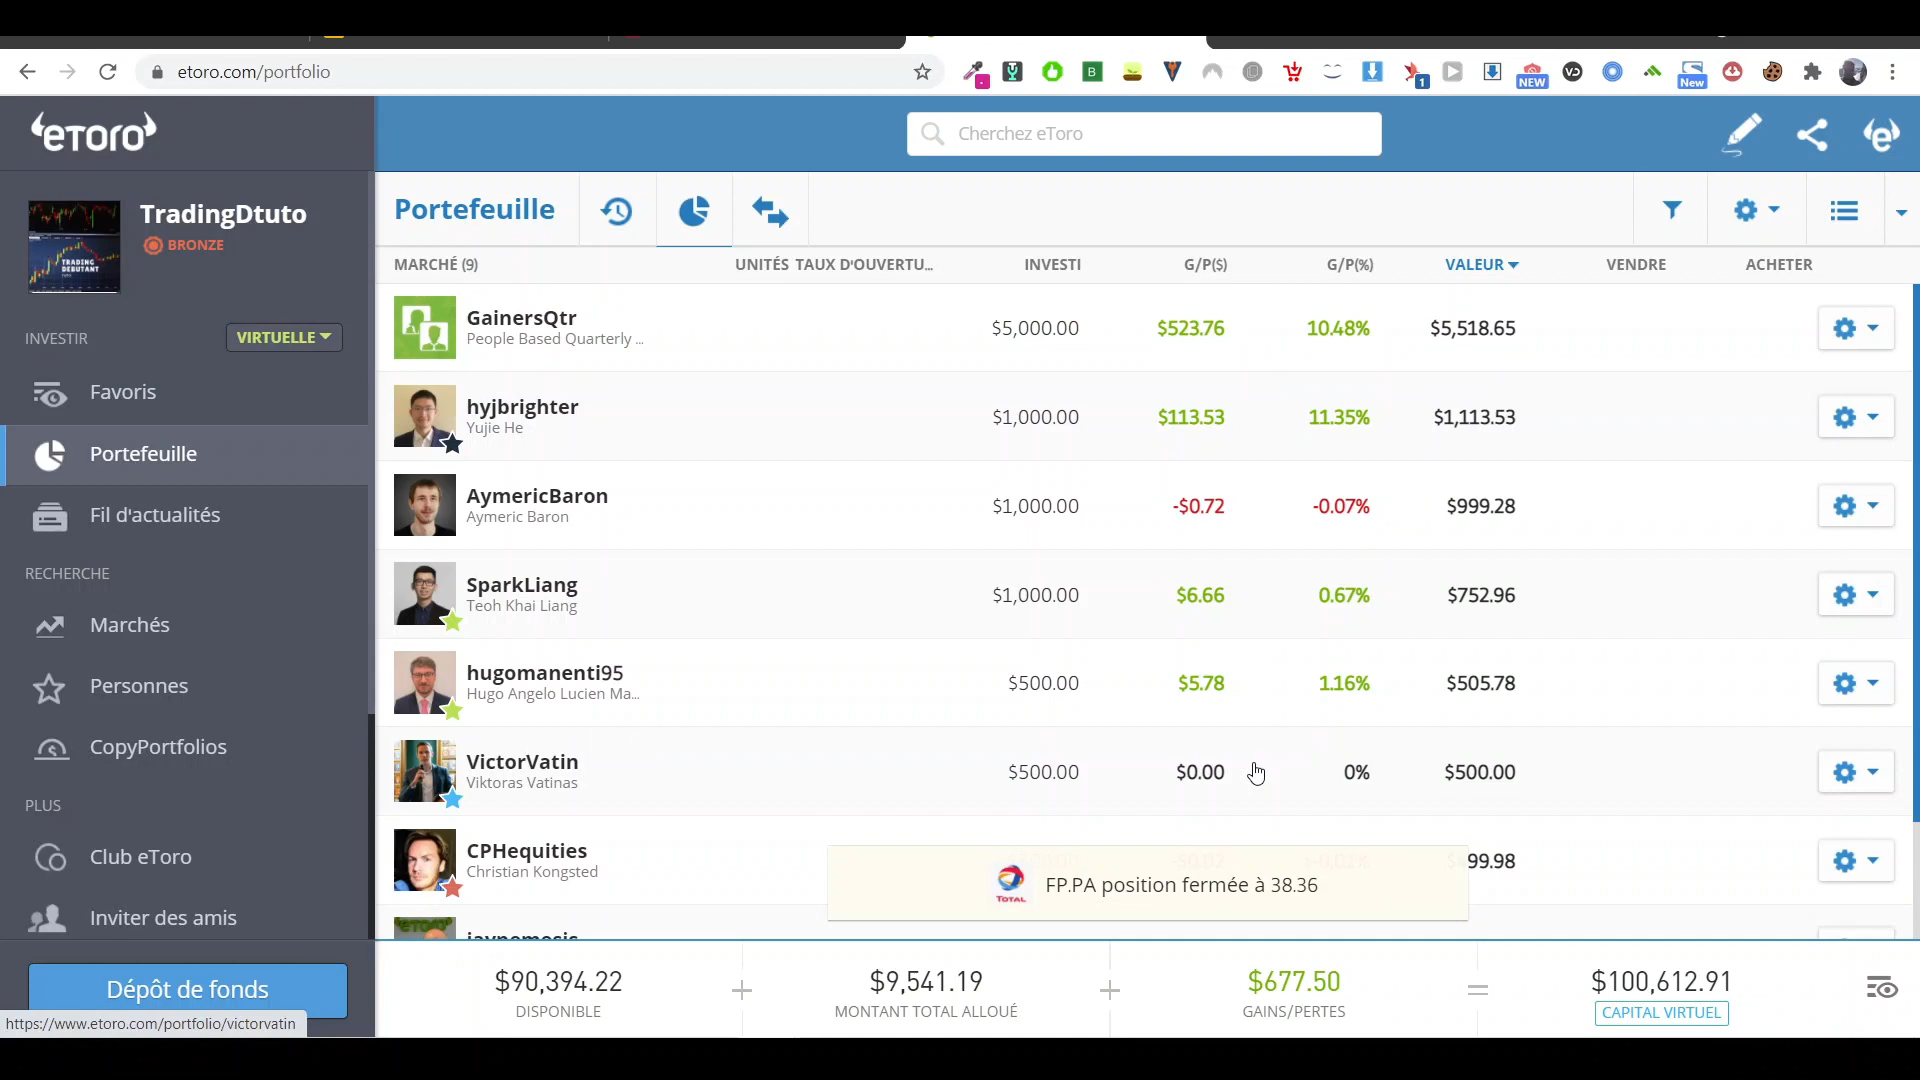 etoro.com/portfolio
B
1
NEW
New
eToro
Cherchez eToro
TradingDtuto
BRONZE
TRADING
DEBUTANT
INVESTIR
VIRTUELLE
Favoris
Portefeuille
Fil d'actualités
RECHERCHE
Marchés
Personnes
CopyPortfolios
PLUS
Club eToro
Inviter des amis
Dépôt de fonds
https://www.etoro.com/portfolio/victorvatin
Portefeuille
MARCHÉ (9) UNITÉS TAUX D'OUVERTU... INVESTI G/P($) G/P(%) VALEUR VENDRE ACHETER
GainersQtr
People Based Quarterly ...
$5,000.00 $523.76 10.48% $5,518.65
hyjbrighter
Yujie He
$1,000.00 $113.53 11.35% $1,113.53
AymericBaron
Aymeric Baron
$1,000.00 -$0.72 -0.07% $999.28
SparkLiang
Teoh Khai Liang
$1,000.00 $6.66 0.67% $752.96
hugomanenti95
Hugo Angelo Lucien Ma...
$500.00 $5.78 1.16% $505.78
VictorVatin
Viktoras Vatinas
$500.00 $0.00 0% $500.00
CPHequities
Christian Kongsted
99.98
TOTAL
FP.PA position fermée à 38.36
$90,394.22 + $9,541.19 + $677.50 = $100,612.91
DISPONIBLE MONTANT TOTAL ALLOUÉ GAINS/PERTES CAPITAL VIRTUEL